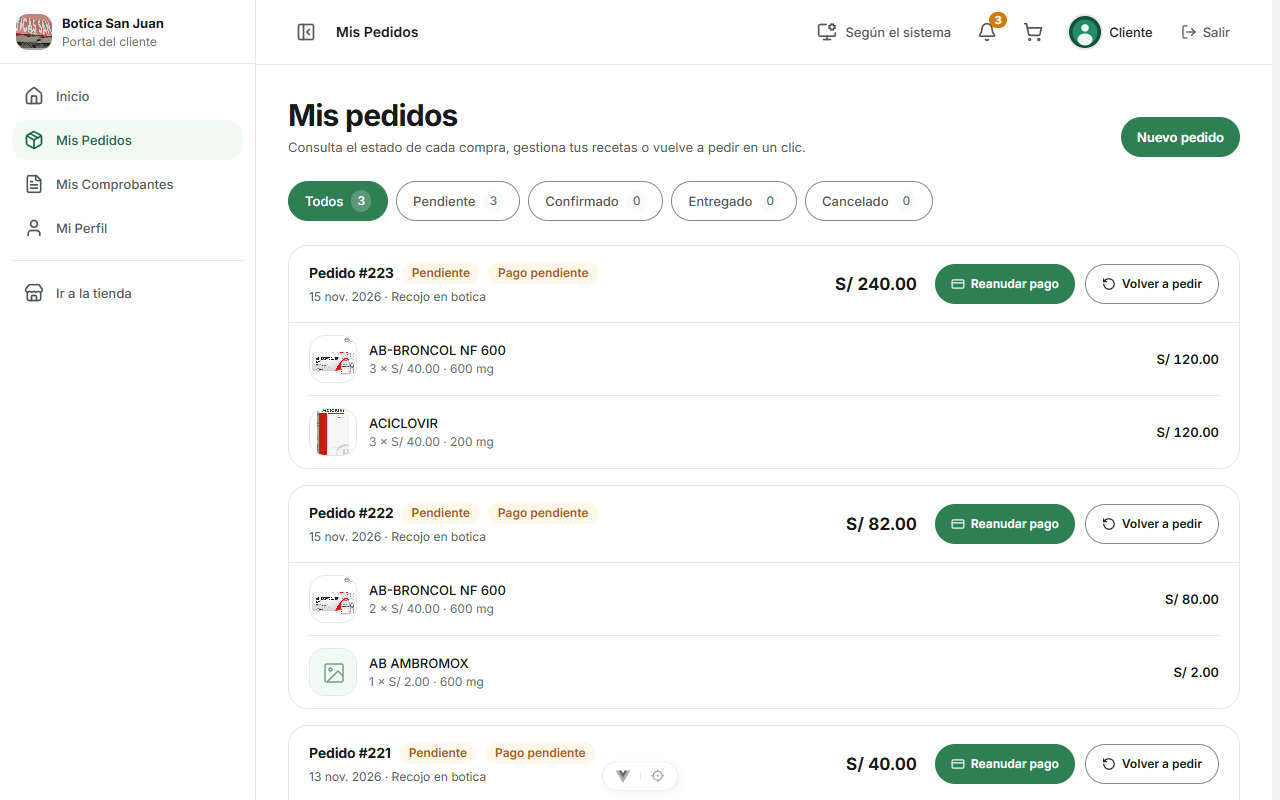 Botica San Juan
Portal del cliente
Inicio
Mis Pedidos
Mis Comprobantes
Mi Perfil
Ir a la tienda
Mis Pedidos
Según el sistema
3
Cliente
Salir
Mis pedidos
Consulta el estado de cada compra, gestiona tus recetas o vuelve a pedir en un clic.
Nuevo pedido
Todos 3
Pendiente 3
Confirmado 0
Entregado 0
Cancelado 0
Pedido #223 Pendiente Pago pendiente
15 nov. 2026 · Recojo en botica
S/ 240.00
Reanudar pago
Volver a pedir
AB-BRONCOL NF 600
3 × S/ 40.00 · 600 mg
S/ 120.00
ACICLOVIR
3 × S/ 40.00 · 200 mg
S/ 120.00
Pedido #222 Pendiente Pago pendiente
15 nov. 2026 · Recojo en botica
S/ 82.00
Reanudar pago
Volver a pedir
AB-BRONCOL NF 600
2 × S/ 40.00 · 600 mg
S/ 80.00
AB AMBROMOX
1 × S/ 2.00 · 600 mg
S/ 2.00
Pedido #221 Pendiente Pago pendiente
13 nov. 2026 · Recojo en botica
S/ 40.00
Reanudar pago
Volver a pedir